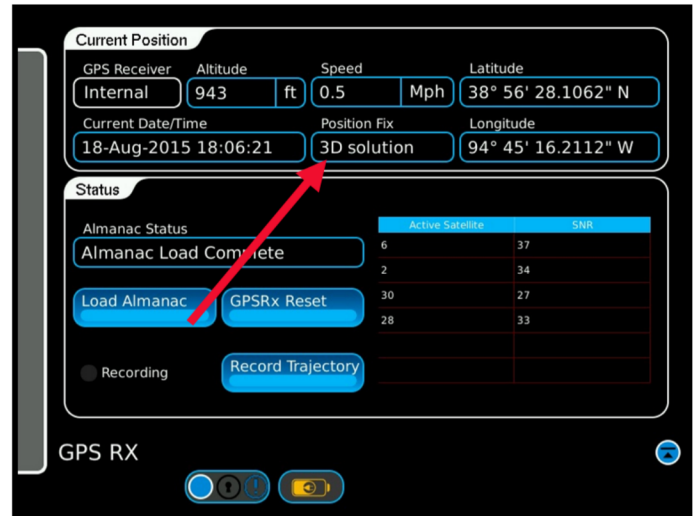 Current Position
GPS Receiver Altitude Speed Latitude
Internal 943 ft 0.5 Mph 38° 56' 28.1062" N
Current Date/Time Position Fix Longitude
18-Aug-2015 18:06:21 3D solution 94° 45' 16.2112" W
Status
Almanac Status
Almanac Load Complete
Active Satellite SNR
6 37
2 34
30 27
28 33
Load Almanac GPSRx Reset
Recording Record Trajectory
GPS RX